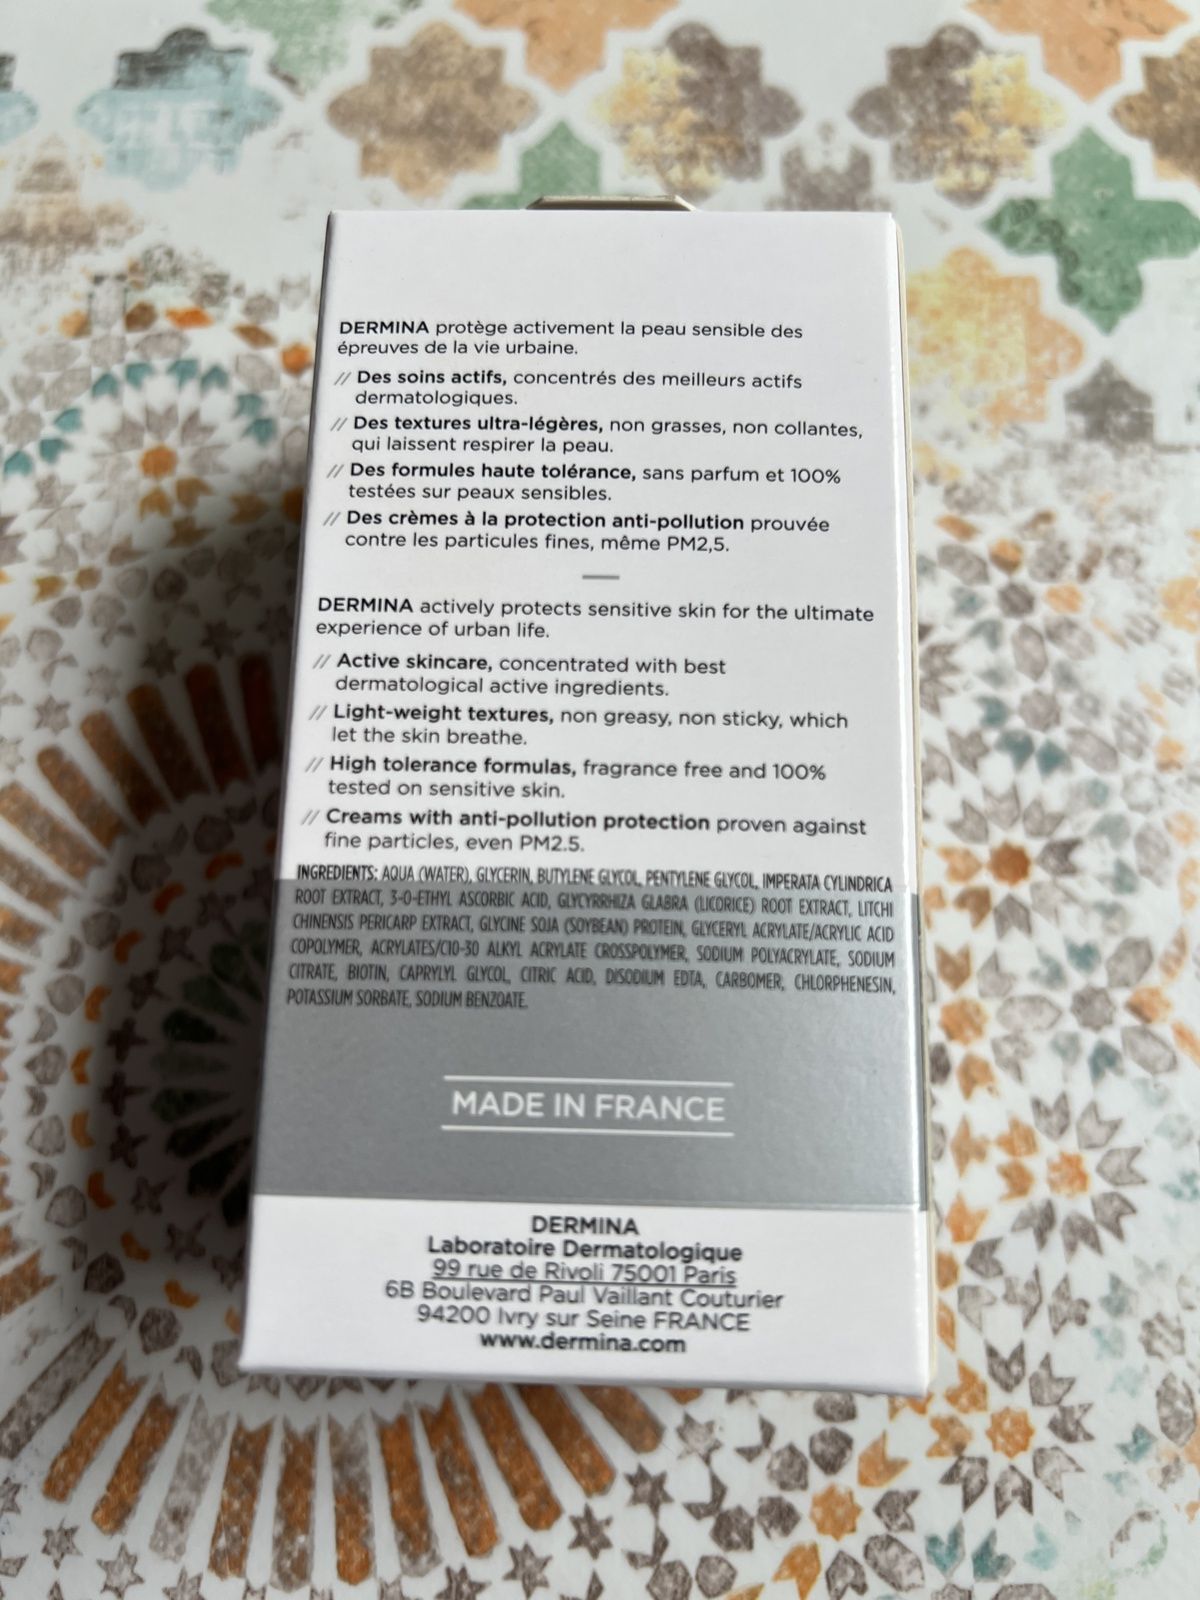 DERMINA protège activement la peau sensible des
épreuves de la vie urbaine.
// Des soins actifs, concentrés des meilleurs actifs
dermatologiques.
// Des textures ultra-légères, non grasses, non collantes,
qui laissent respirer la peau.
// Des formules haute tolérance, sans parfum et 100%
testées sur peaux sensibles.
// Des crèmes à la protection anti-pollution prouvée
contre les particules fines, même PM2,5.
DERMINA actively protects sensitive skin for the ultimate
experience of urban life.
// Active skincare, concentrated with best
dermatological active ingredients.
// Light-weight textures, non greasy, non sticky, which
let the skin breathe.
// High tolerance formulas, fragrance free and 100%
tested on sensitive skin.
// Creams with anti-pollution protection proven against
fine particles, even PM2.5.
INGREDIENTS: AQUA (WATER), GLYCERIN, BUTYLENE GLYCOL, PENTYLENE GLYCOL, IMPERATA CYLINDRICA
ROOT EXTRACT, 3-O-ETHYL ASCORBIC ACID, GLYCYRRHIZA GLABRA (LICORICE) ROOT EXTRACT, LITCHI
CHINENSIS PERICARP EXTRACT, GLYCINE SOJA (SOYBEAN) PROTEIN, GLYCERYL ACRYLATE/ACRYLIC ACID
COPOLYMER, ACRYLATES/C10-30 ALKYL ACRYLATE CROSSPOLYMER, SODIUM POLYACRYLATE, SODIUM
CITRATE, BIOTIN, CAPRYLYL GLYCOL, CITRIC ACID, DISODIUM EDTA, CARBOMER, CHLORPHENESIN,
POTASSIUM SORBATE, SODIUM BENZOATE.
MADE IN FRANCE
DERMINA
Laboratoire Dermatologique
99 rue de Rivoli 75001 Paris
6B Boulevard Paul Vaillant Couturier
94200 Ivry sur Seine FRANCE
www.dermina.com